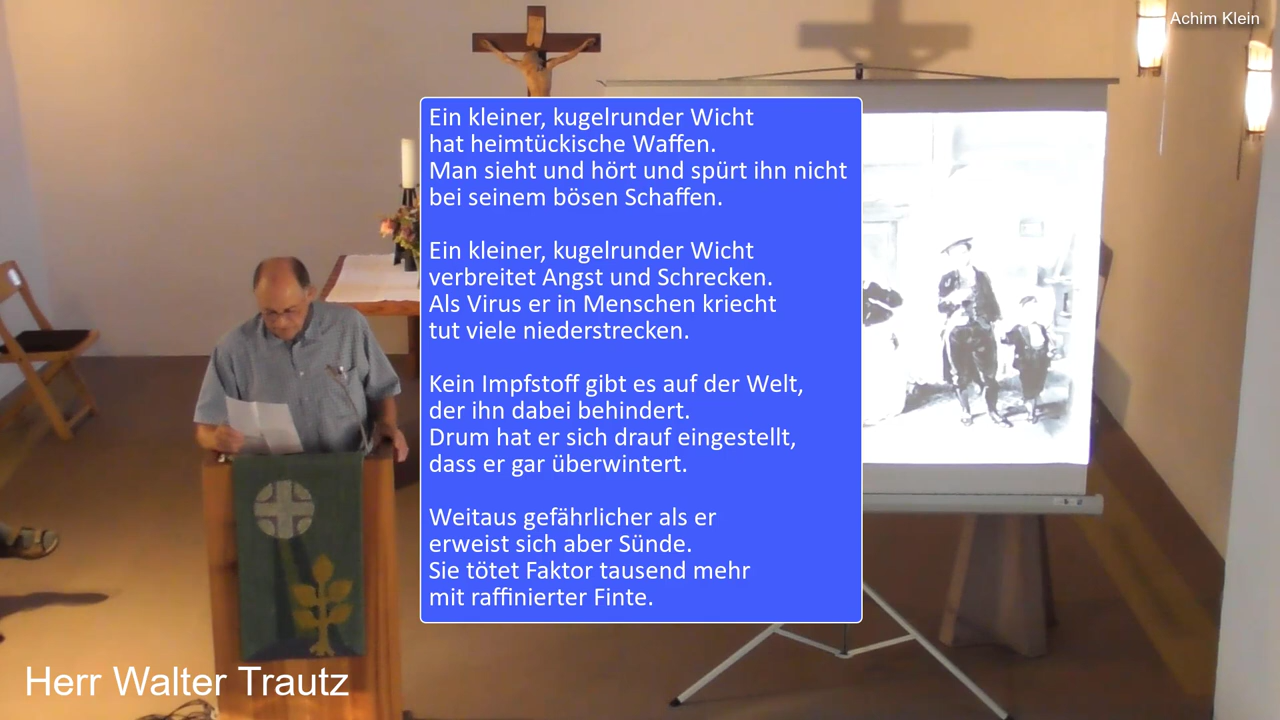 Achim Klein
Ein kleiner, kugelrunder Wicht
hat heimtückische Waffen.
Man sieht und hört und spürt ihn nicht
bei seinem bösen Schaffen.
Ein kleiner, kugelrunder Wicht
verbreitet Angst und Schrecken.
Als Virus er in Menschen kriecht
tut viele niederstrecken.
Kein Impfstoff gibt es auf der Welt,
der ihn dabei behindert.
Drum hat er sich drauf eingestellt,
dass er gar überwintert.
Weitaus gefährlicher als er
erweist sich aber Sünde.
Sie tötet Faktor tausend mehr
mit raffinierter Finte.
Herr Walter Trautz